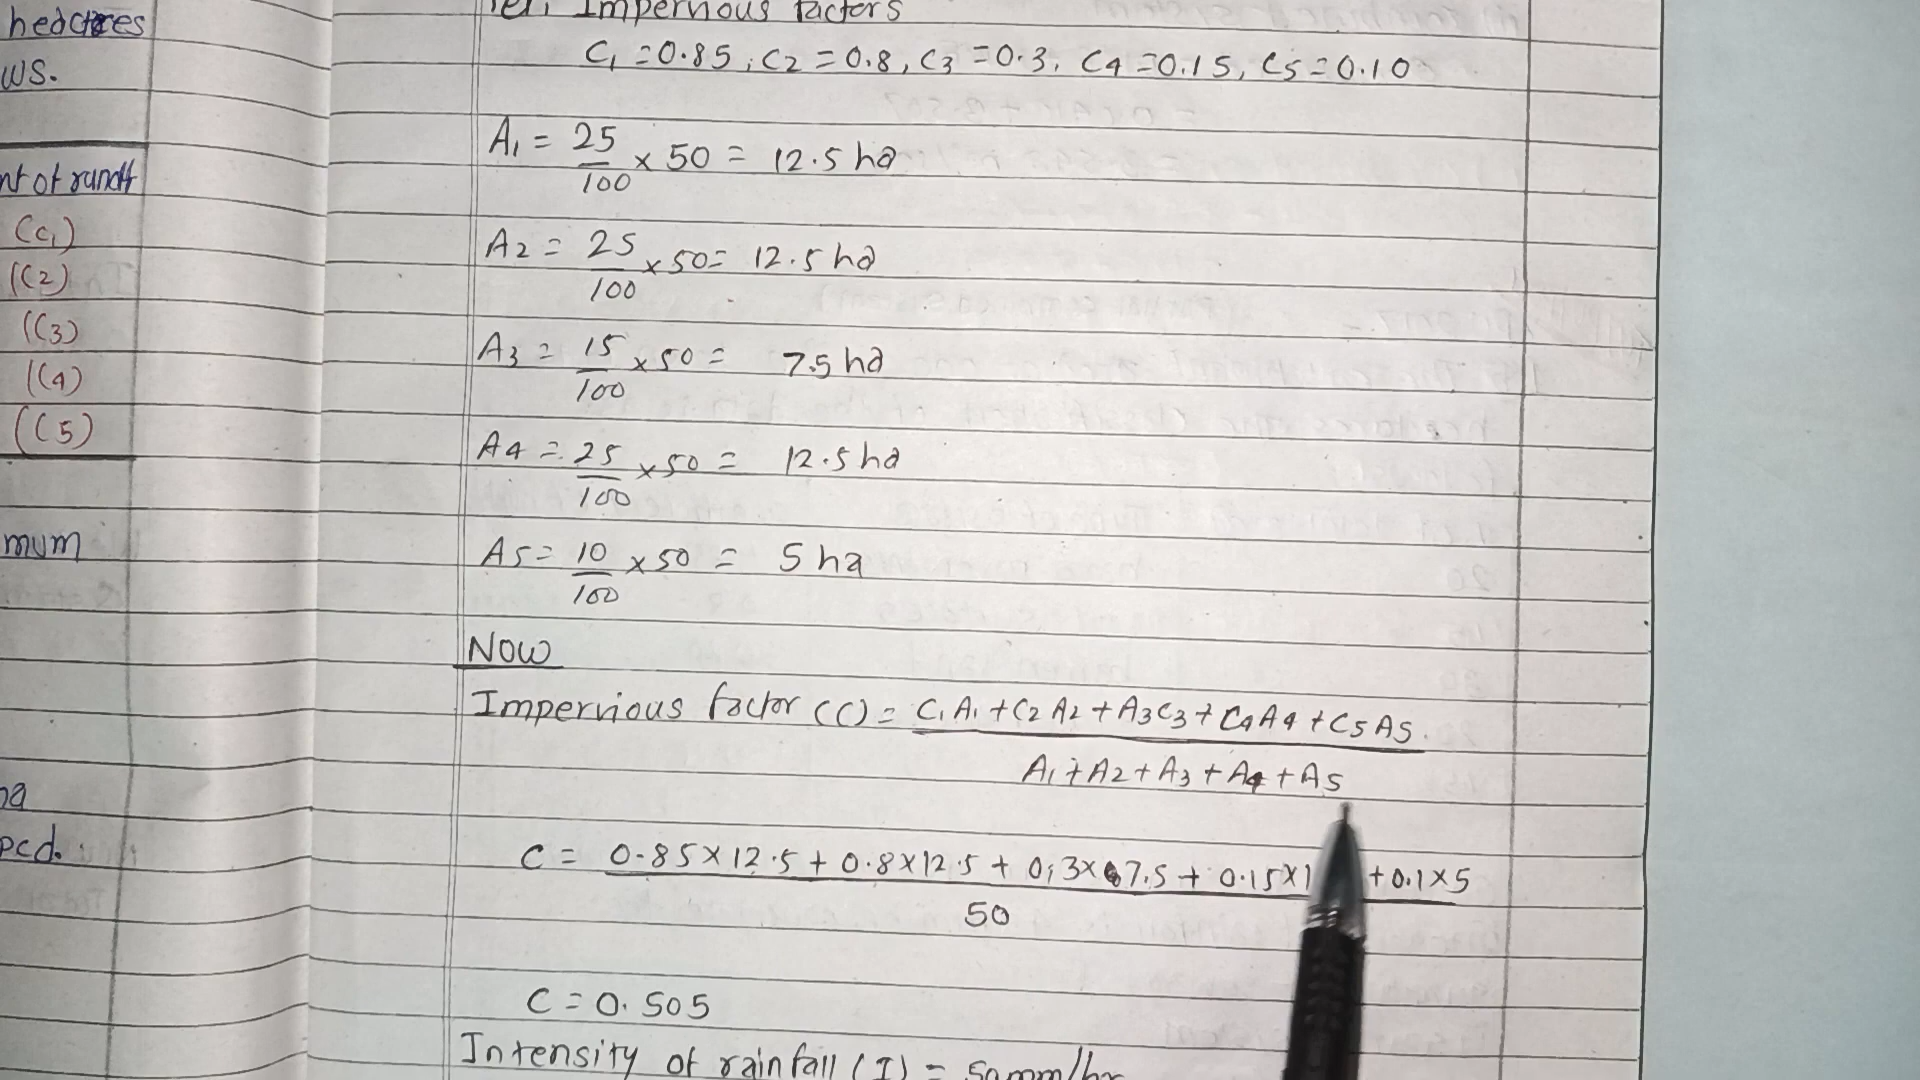 hectares
ws.
nt of runoff
(C1)
(C2)
(C3)
(C4)
(C5)
mum
ha
pcd.
let, Impervious factors
C1 = 0.85, C2 = 0.8, C3 = 0.3, C4 = 0.15, C5 = 0.10
A1 = 25/100 x 50 = 12.5 ha
A2 = 25/100 x 50 = 12.5 ha
A3 = 15/100 x 50 = 7.5 ha
A4 = 25/100 x 50 = 12.5 ha
A5 = 10/100 x 50 = 5 ha
Now
Impervious factor (C) = C1A1 + C2A2 + A3C3 + C4A4 + C5A5
A1 + A2 + A3 + A4 + A5
C = 0.85 x 12.5 + 0.8 x 12.5 + 0.3 x 7.5 + 0.15 x 1 + 0.1 x 5
50
C = 0.505
Intensity of rainfall (I) = 50mm/hr